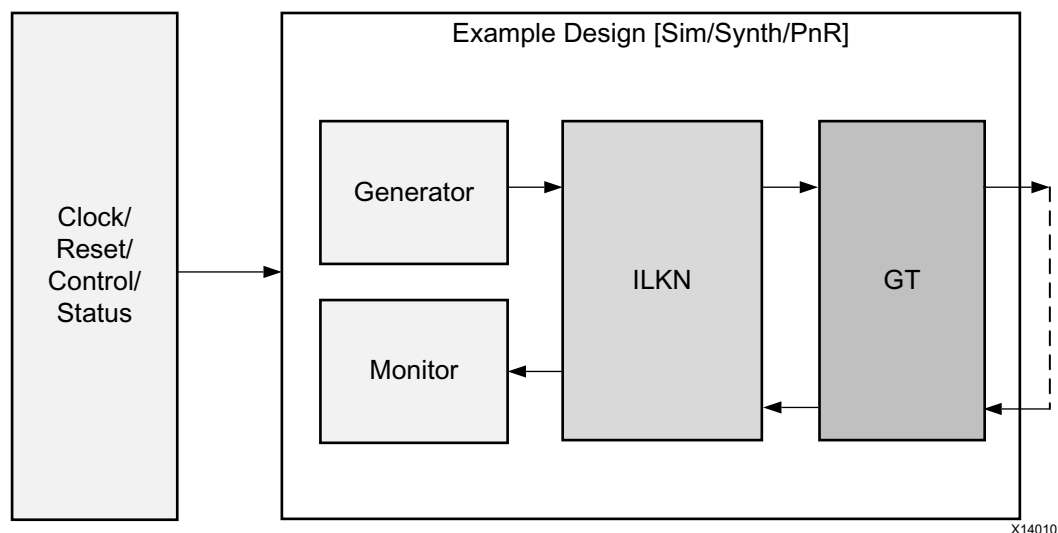 Example Design [Sim/Synth/PnR]
Clock/
Reset/
Control/
Status
Generator
Monitor
ILKN
GT
X14010